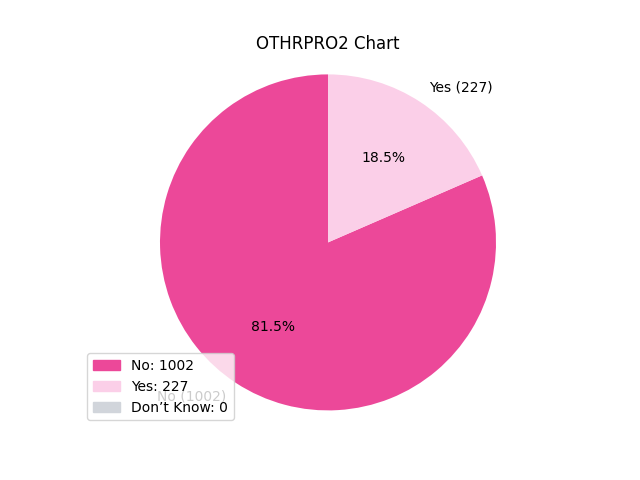 OTHRPRO2 Chart
Yes (227)
18.5%
81.5%
No: 1002
Yes: 227
No (1002)
Don’t Know: 0